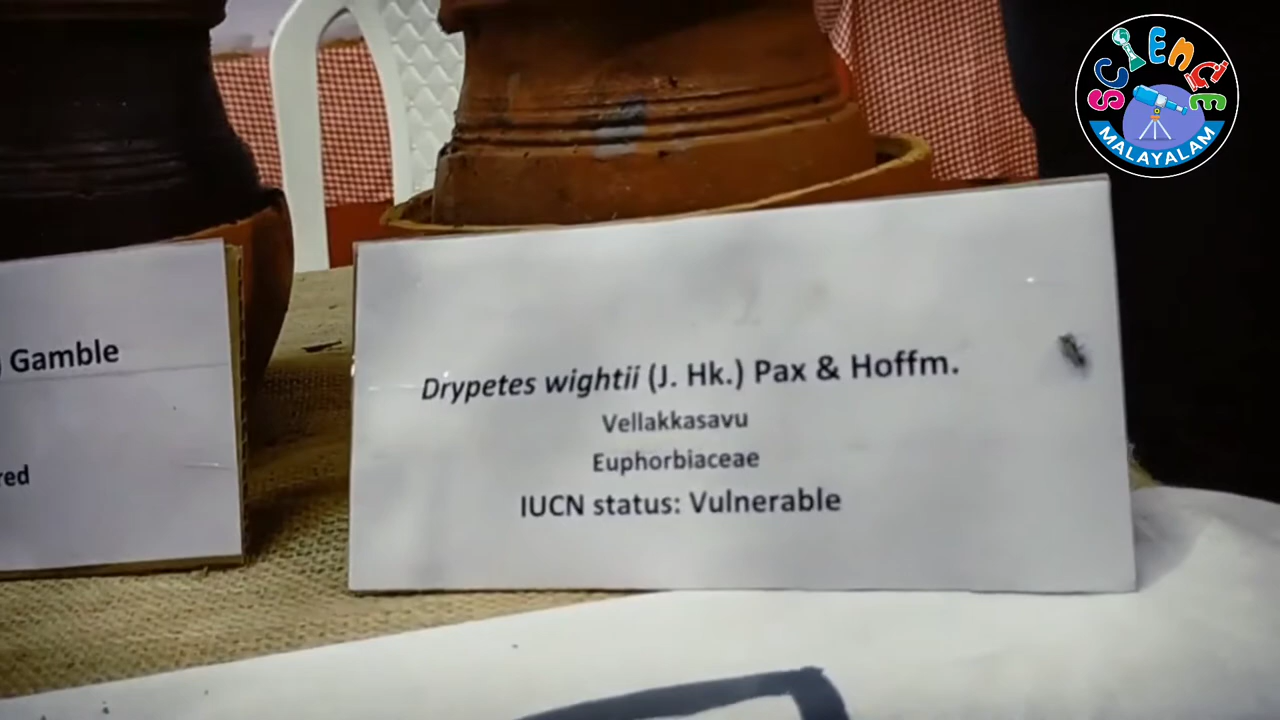 SCIENCE
MALAYALAM
) Gamble
red
Drypetes wightii (J. Hk.) Pax & Hoffm.
Vellakkasavu
Euphorbiaceae
IUCN status: Vulnerable